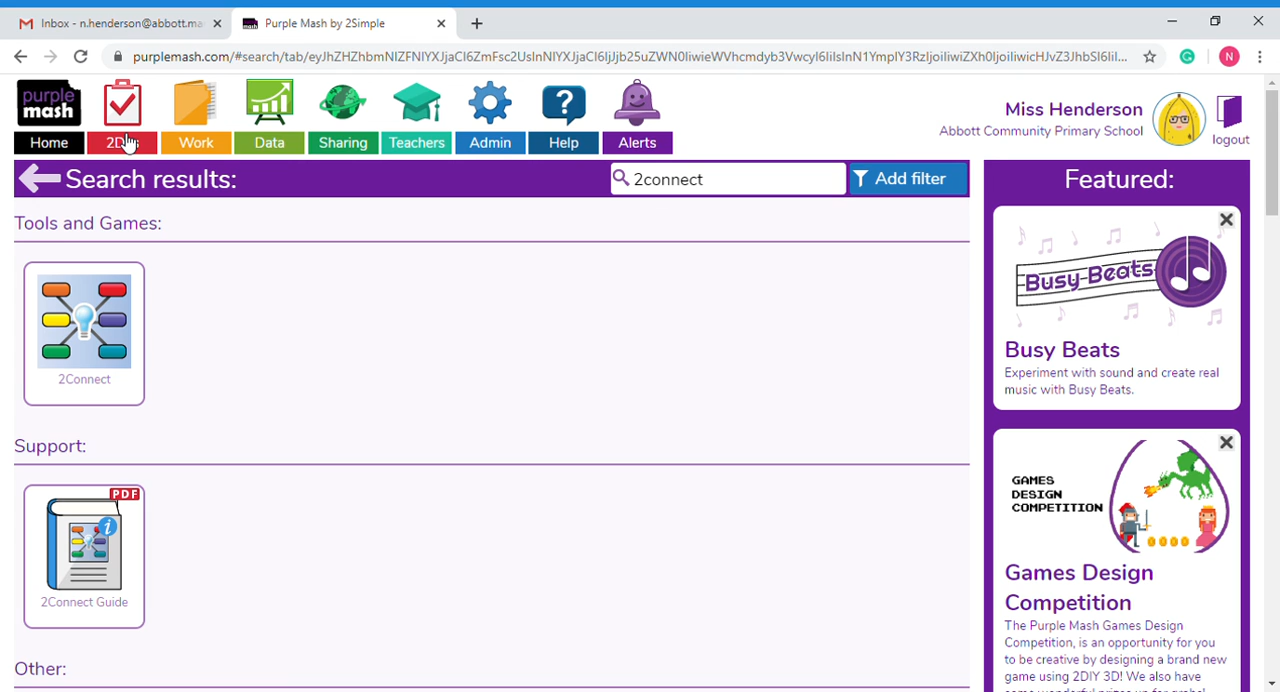 Inbox - n.henderson@abbott.ma
Purple Mash by 2Simple
purplemash.com/#search/tab/
N
purple
mash
Home
Work
Data
Sharing
Teachers
Admin
Help
Alerts
Miss Henderson
Abbott Community Primary School
logout
Search results:
2connect
Add filter
Tools and Games:
2Connect
Support:
PDF
2Connect Guide
Other:
Featured:
Busy Beats
Busy Beats
Experiment with sound and create real
music with Busy Beats.
GAMES
DESIGN
COMPETITION
Games Design
Competition
The Purple Mash Games Design
Competition, is an opportunity for you
to be creative by designing a brand new
game using 2DIY 3D! We also have